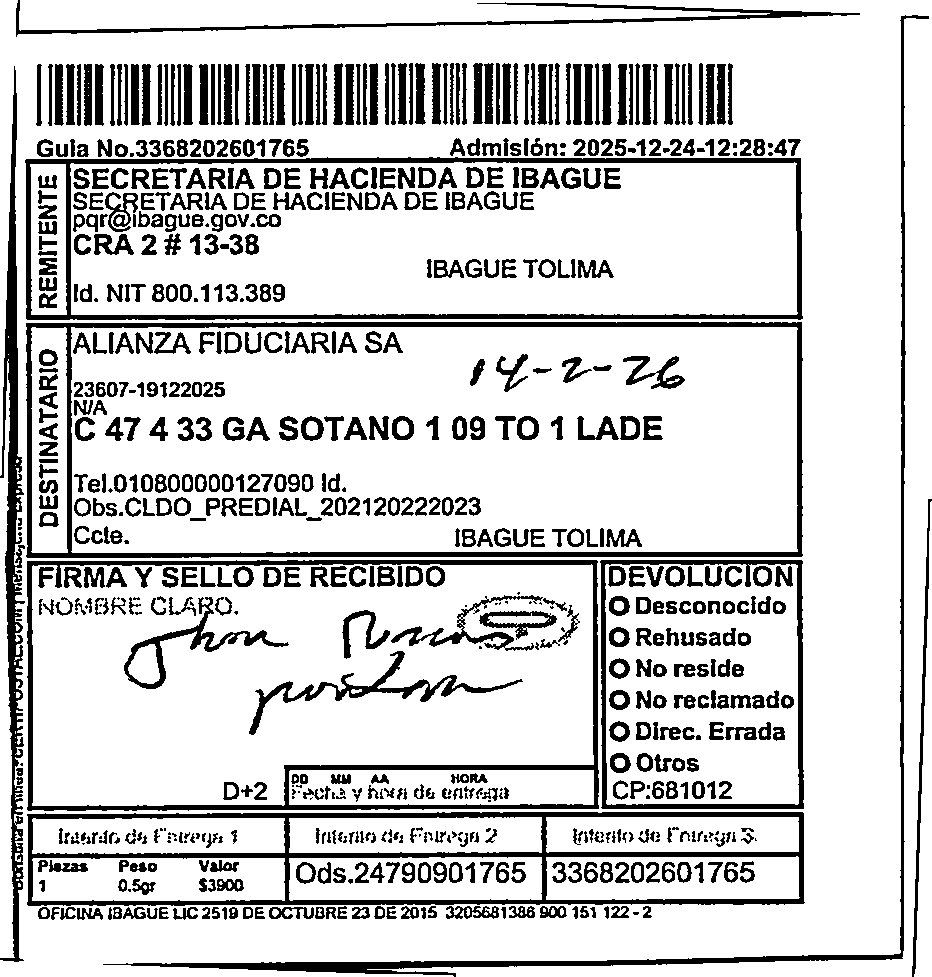 Guia No.3368202601765 Admisión: 2025-12-24-12:28:47
REMITENTE
SECRETARIA DE HACIENDA DE IBAGUE
SECRETARIA DE HACIENDA DE IBAGUE
pqr@ibague.gov.co
CRA 2 # 13-38
IBAGUE TOLIMA
Id. NIT 800.113.389
DESTINATARIO
ALIANZA FIDUCIARIA SA
14-2-26
23607-19122025
N/A
C 47 4 33 GA SOTANO 1 09 TO 1 LADE
Tel.010800000127090 Id.
Obs.CLDO_PREDIAL_202120222023
Ccte. IBAGUE TOLIMA
FIRMA Y SELLO DE RECIBIDO
NOMBRE CLARO.
Jhon
D+2
DD MM AA HORA
Fecha y hora de entrega
DEVOLUCION
Desconocido
Rehusado
No reside
No reclamado
Direc. Errada
Otros
CP:681012
Intento de Entrega 1 Intento de Entrega 2 Intento de Entrega 3
Piezas Peso Valor
1 0.5gr $3900
Ods.24790901765 3368202601765
OFICINA IBAGUE LIC 2519 DE OCTUBRE 23 DE 2015 3205681386 900 151 122 - 2